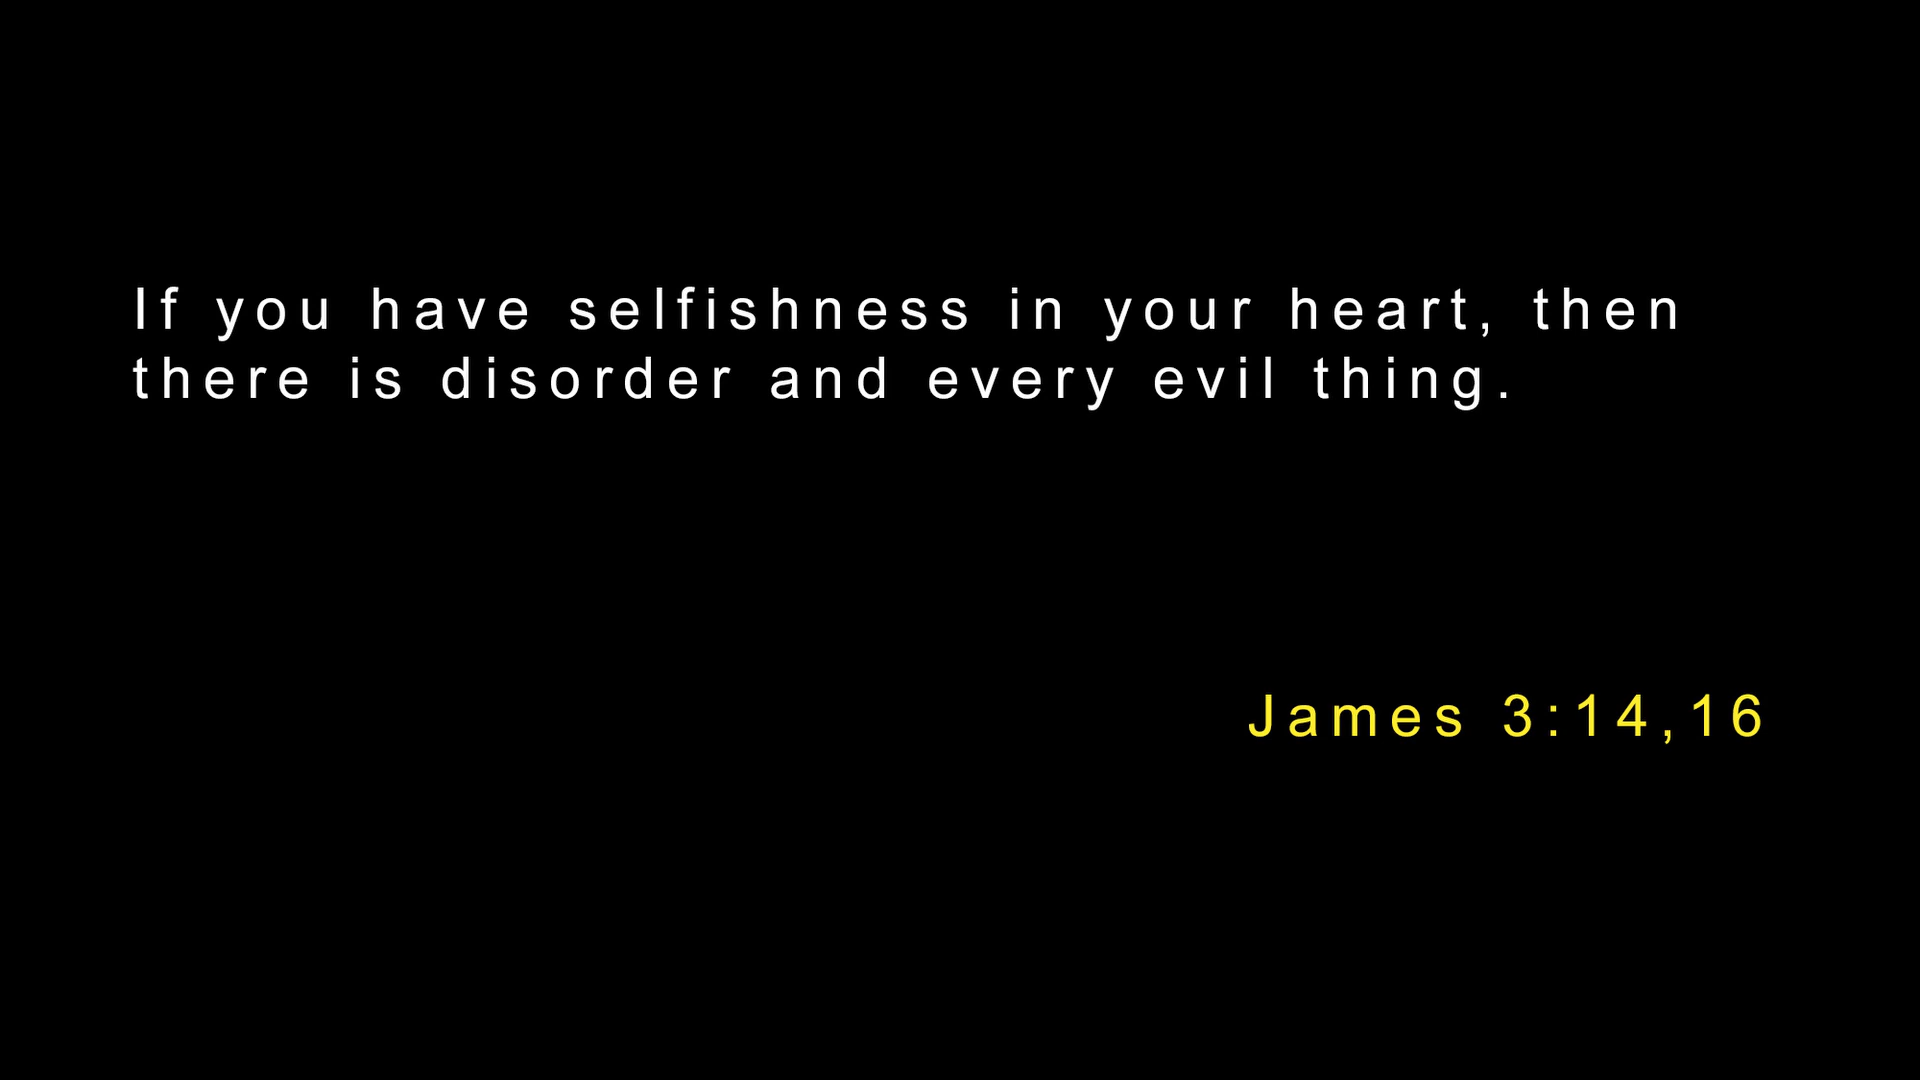 If you have selfishness in your heart, then
there is disorder and every evil thing.
James 3:14,16